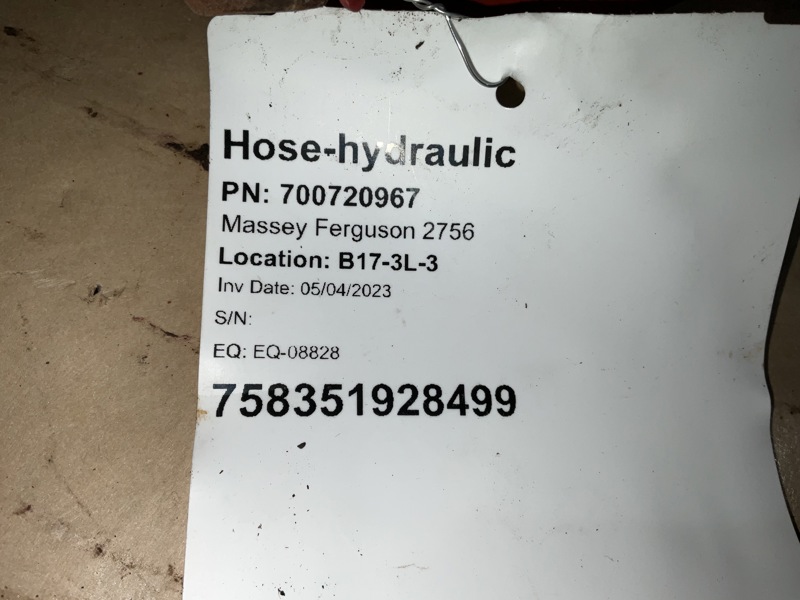 Hose-hydraulic
PN: 700720967
Massey Ferguson 2756
Location: B17-3L-3
Inv Date: 05/04/2023
S/N:
EQ: EQ-08828
758351928499